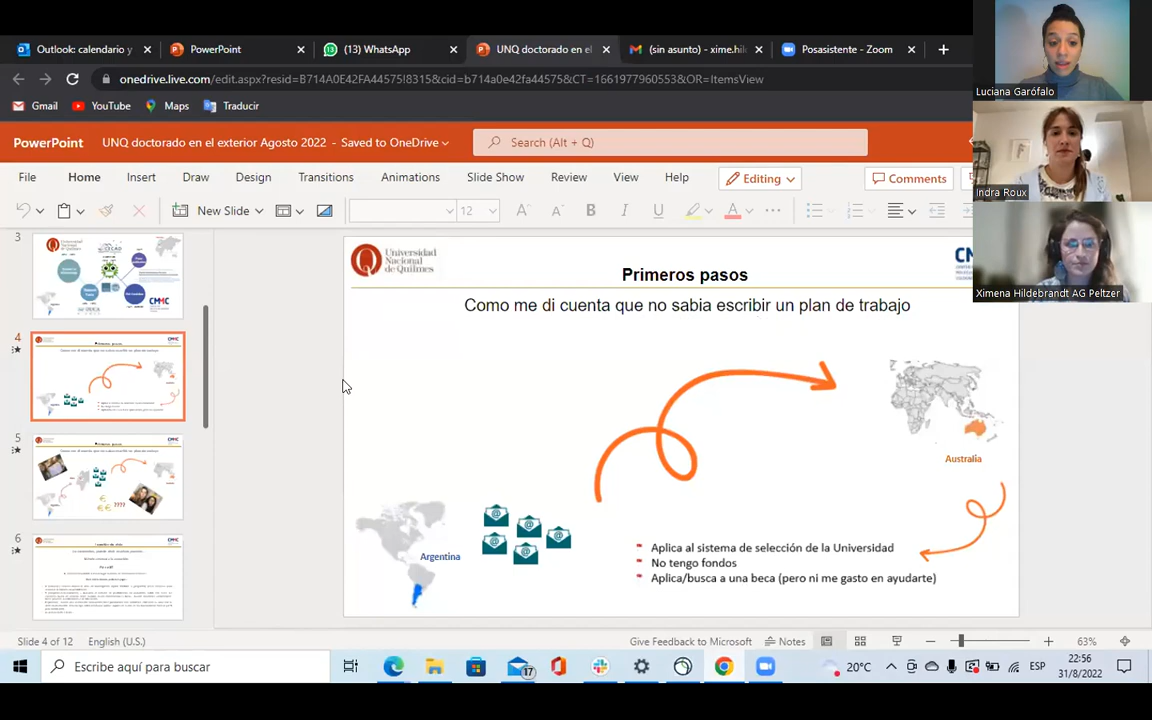 Outlook: calendario y
PowerPoint
(13) WhatsApp
UNQ doctorado en el
(sin asunto) - xime.hil
Posasistente - Zoom
onedrive.live.com/edit.aspx?resid=B714A0E42FA44575!8315&cid=b714a0e42fa44575&CT=1661977960553&OR=ItemsView
Gmail
YouTube
Maps
Traducir
PowerPoint
UNQ doctorado en el exterior Agosto 2022 - Saved to OneDrive
Search (Alt + Q)
File
Home
Insert
Draw
Design
Transitions
Animations
Slide Show
Review
View
Help
Editing
Comments
New Slide
12
A
A
B
I
U
A
Luciana Garófalo
Indra Roux
Ximena Hildebrandt AG Peltzer
3
4
5
6
Universidad
Nacional
de Quilmes
Primeros pasos
Como me di cuenta que no sabia escribir un plan de trabajo
Australia
Argentina
Aplica al sistema de selección de la Universidad
No tengo fondos
Aplica/busca a una beca (pero ni me gasto en ayudarte)
Slide 4 of 12
English (U.S.)
Give Feedback to Microsoft
Notes
63%
Escribe aquí para buscar
17
20°C
ESP
22:56
31/8/2022